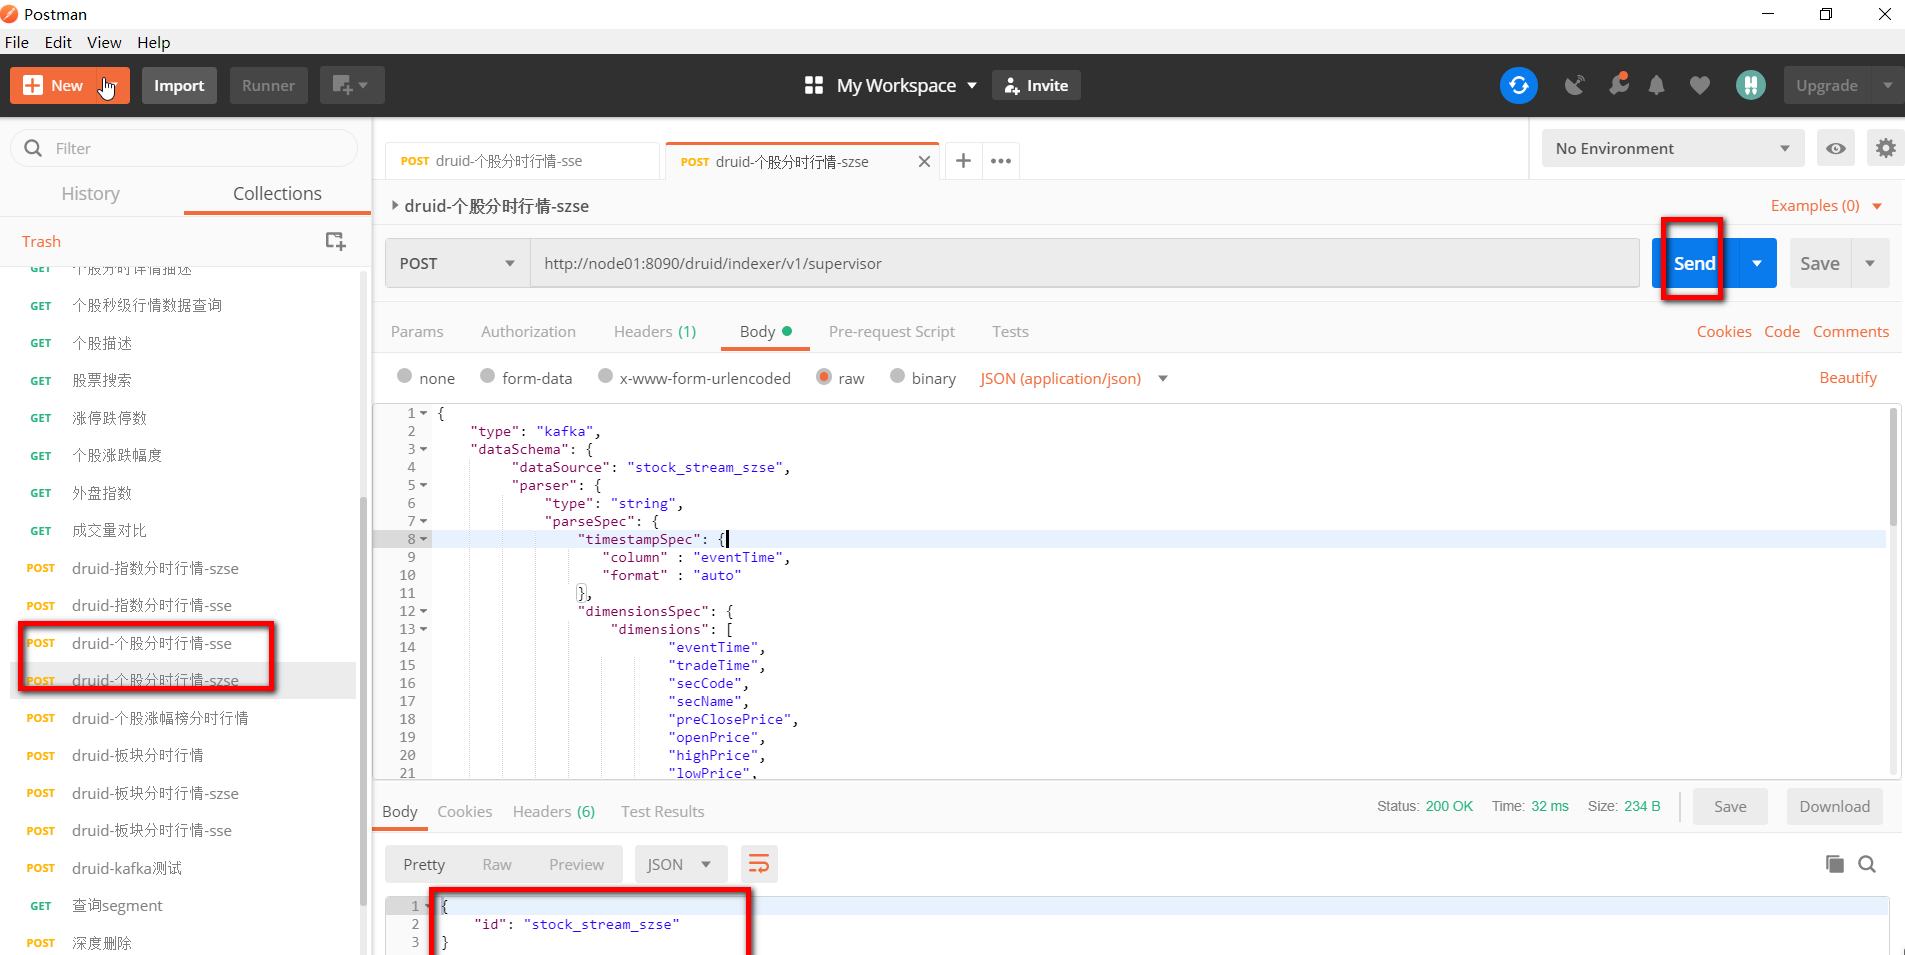 Postman
File Edit View Help
New Import Runner My Workspace Invite Upgrade
Filter
History Collections
Trash
GET 个股分时详情描述
GET 个股秒级行情数据查询
GET 个股描述
GET 股票搜索
GET 涨停跌停数
GET 个股涨跌幅度
GET 外盘指数
GET 成交量对比
POST druid-指数分时行情-szse
POST druid-指数分时行情-sse
POST druid-个股分时行情-sse
POST druid-个股分时行情-szse
POST druid-个股涨幅榜分时行情
POST druid-板块分时行情
POST druid-板块分时行情-szse
POST druid-板块分时行情-sse
POST druid-kafka测试
GET 查询segment
POST 深度删除
POST druid-个股分时行情-sse POST druid-个股分时行情-szse No Environment
druid-个股分时行情-szse Examples (0)
POST http://node01:8090/druid/indexer/v1/supervisor Send Save
Params Authorization Headers (1) Body Pre-request Script Tests Cookies Code Comments
none form-data x-www-form-urlencoded raw binary JSON (application/json) Beautify
1 {
2 "type": "kafka",
3 "dataSchema": {
4 "dataSource": "stock_stream_szse",
5 "parser": {
6 "type": "string",
7 "parseSpec": {
8 "timestampSpec": {
9 "column" : "eventTime",
10 "format" : "auto"
11 },
12 "dimensionsSpec": {
13 "dimensions": [
14 "eventTime",
15 "tradeTime",
16 "secCode",
17 "secName",
18 "preClosePrice",
19 "openPrice",
20 "highPrice",
21 "lowPrice",
Body Cookies Headers (6) Test Results Status: 200 OK Time: 32 ms Size: 234 B Save Download
Pretty Raw Preview JSON
1 {
2 "id": "stock_stream_szse"
3 }